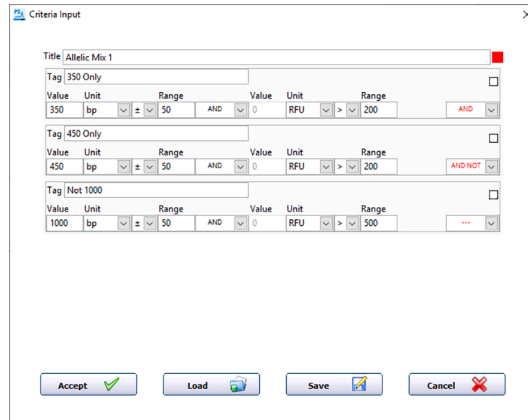 PS Criteria Input
Title Allelic Mix 1
Tag 350 Only
Value Unit Range Value Unit Range
350 bp ± 50 AND 0 RFU > 200 AND
Tag 450 Only
Value Unit Range Value Unit Range
450 bp ± 50 AND 0 RFU > 200 AND NOT
Tag Not 1000
Value Unit Range Value Unit Range
1000 bp ± 50 AND 0 RFU > 500 ---
Accept Load Save Cancel